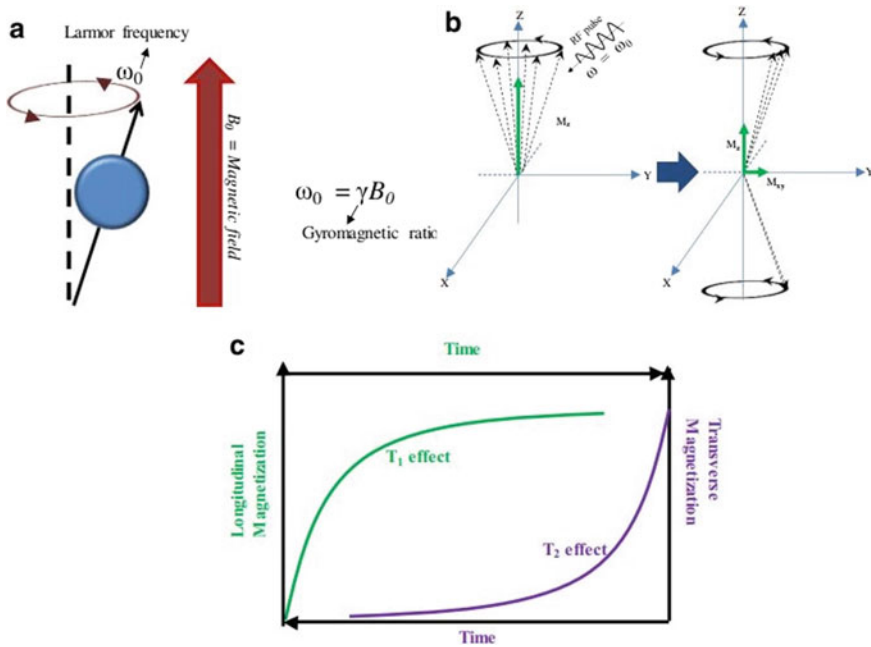 a
Larmor frequency
ω0
B0 = Magnetic field
ω0 = γB0
Gyromagnetic ratio
b
Z
RF pulse
ω = ω0
Mz
Y
X
Z
Mz
Mxy
Y
X
c
Time
Longitudinal
Magnetization
T1 effect
T2 effect
Transverse
Magnetization
Time